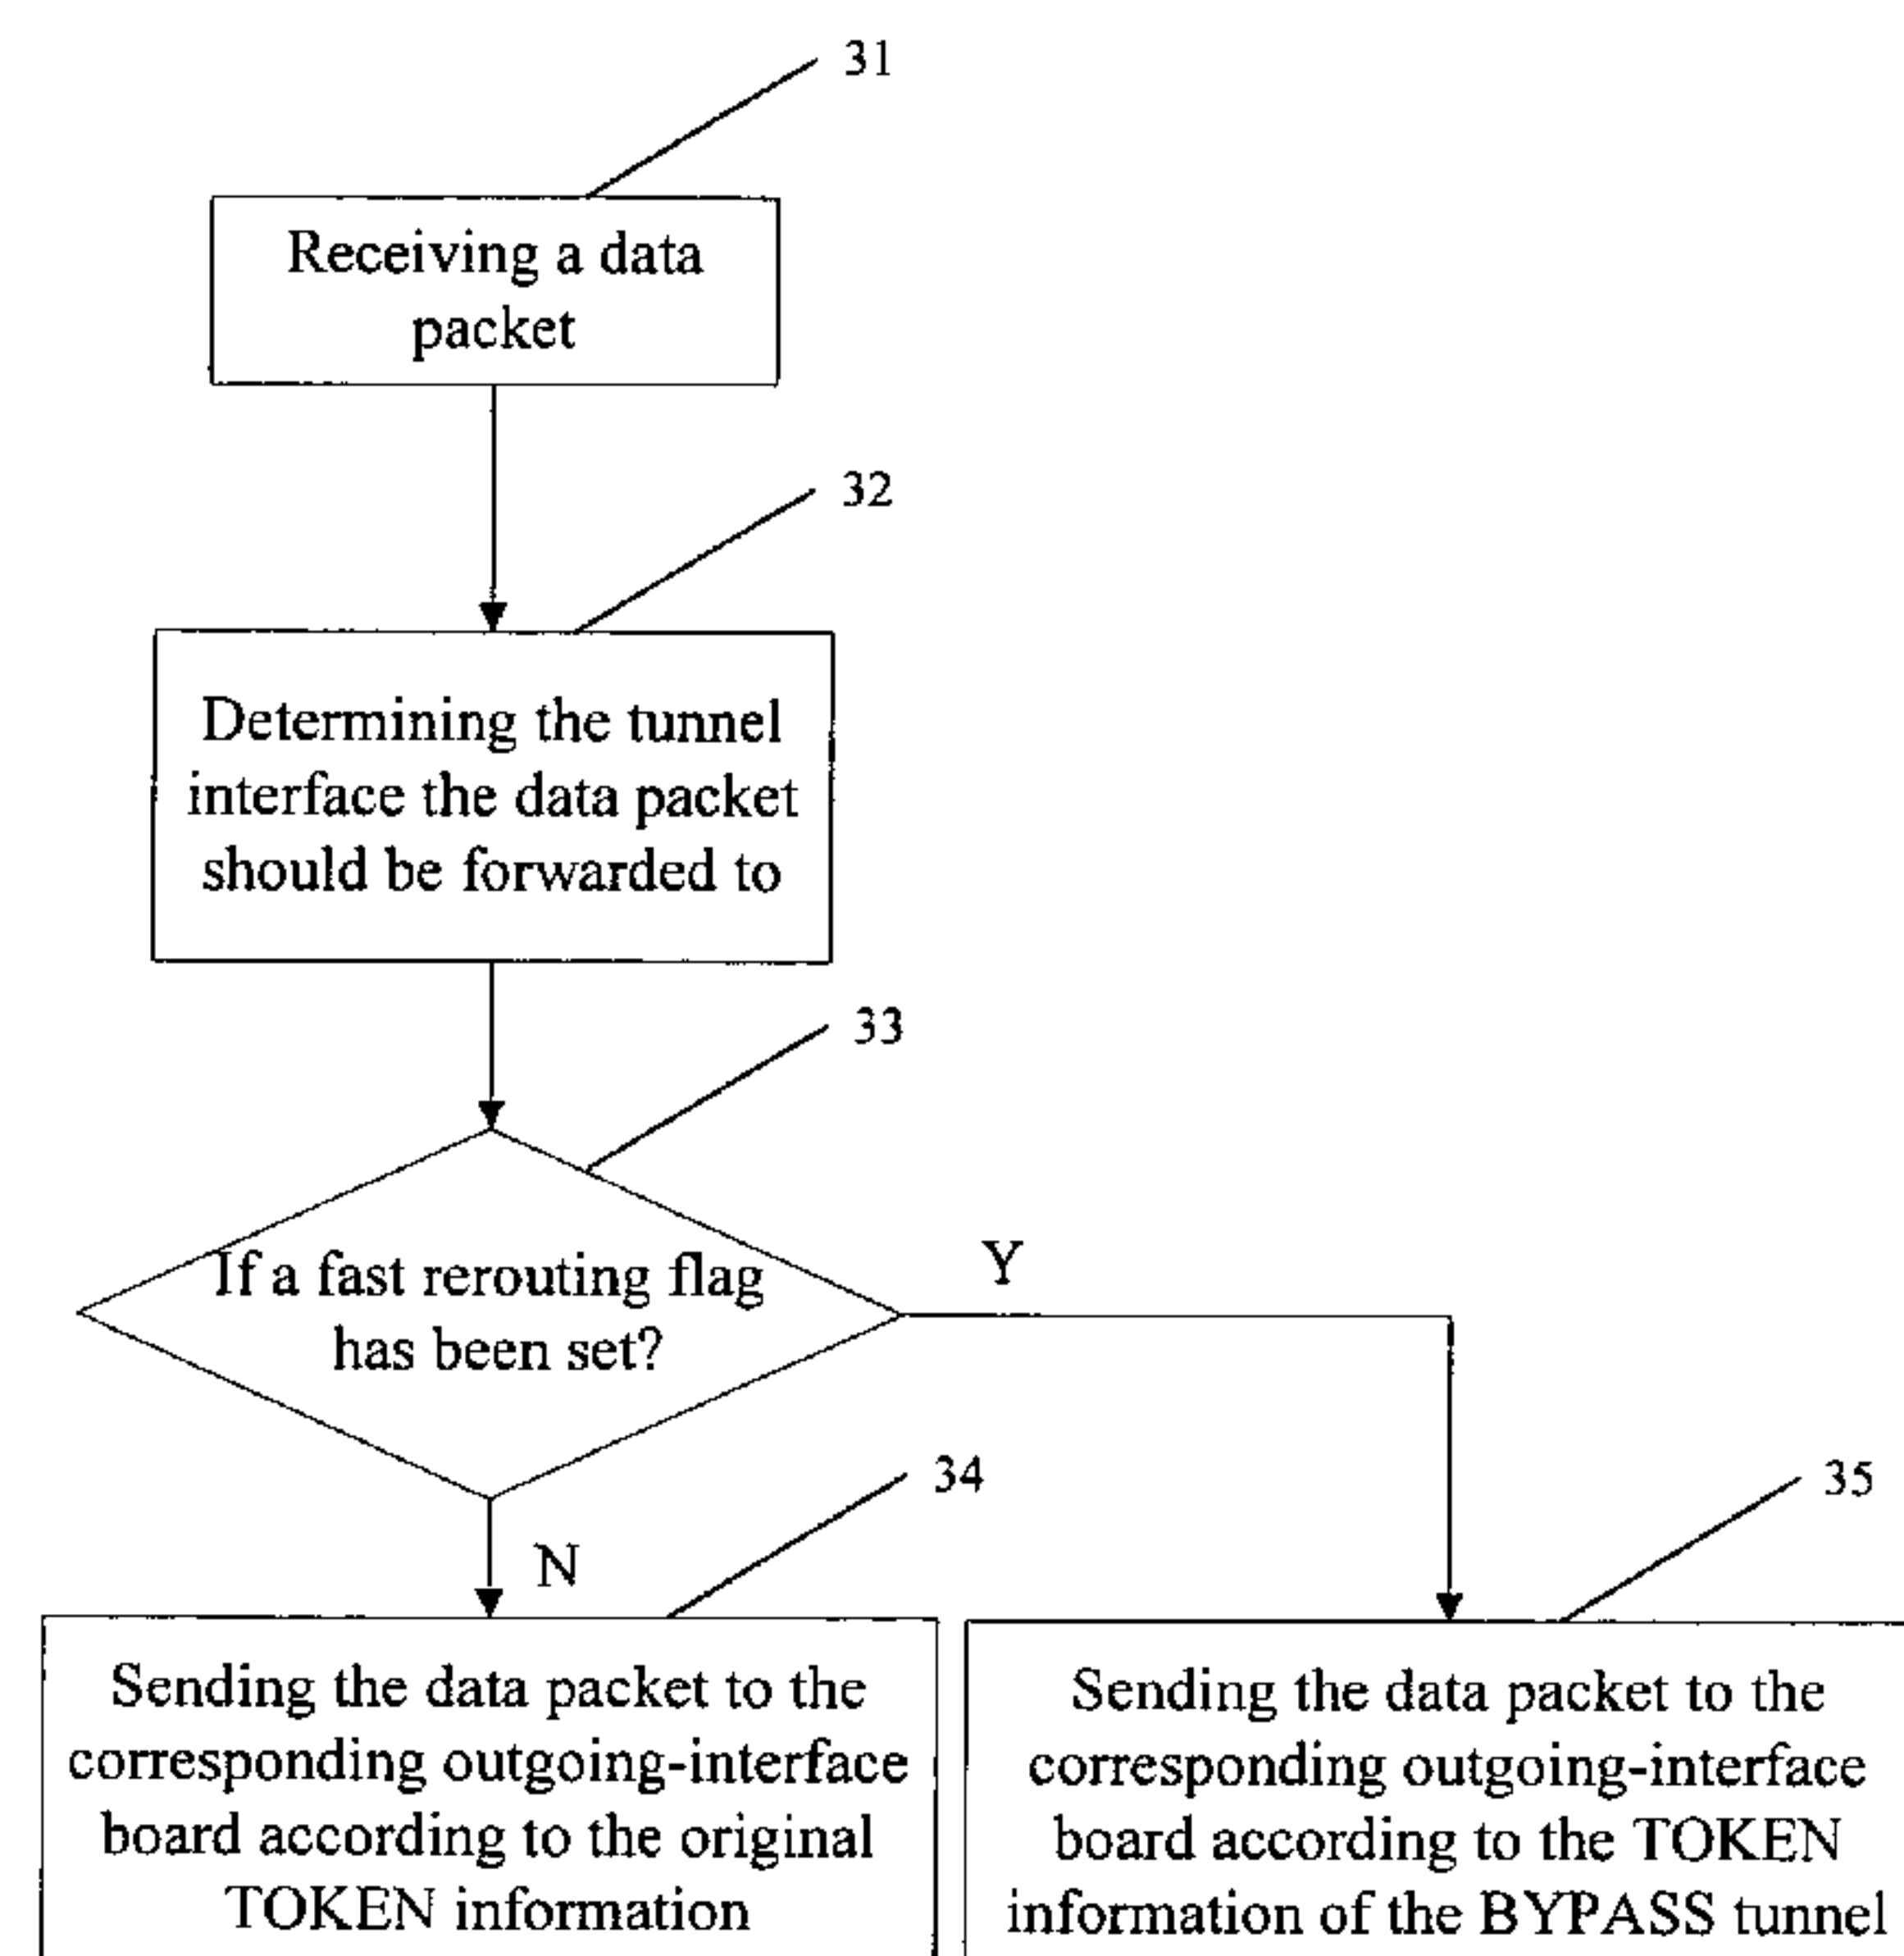 31
Receiving a data
packet
32
Determining the tunnel
interface the data packet
should be forwarded to
33
If a fast rerouting flag
has been set?
Y
N
34
35
Sending the data packet to the
corresponding outgoing-interface
board according to the original
TOKEN information
Sending the data packet to the
corresponding outgoing-interface
board according to the TOKEN
information of the BYPASS tunnel